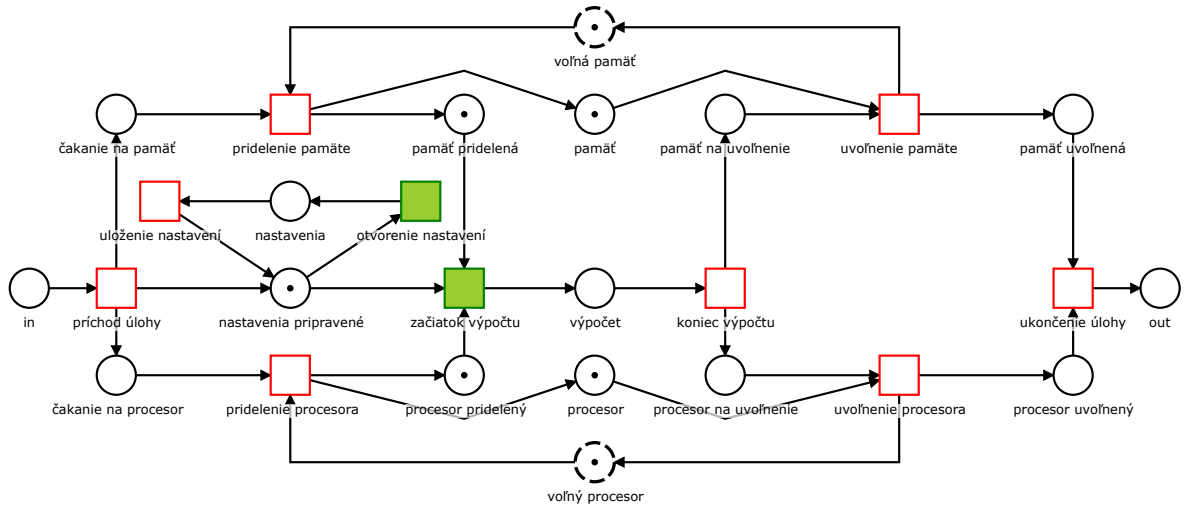 voľná pamäť
čakanie na pamäť
pridelenie pamäte
pamäť pridelená
pamäť
pamäť na uvoľnenie
uvoľnenie pamäte
pamäť uvoľnená
uloženie nastavení
nastavenia
otvorenie nastavení
in
príchod úlohy
nastavenia pripravené
začiatok výpočtu
výpočet
koniec výpočtu
ukončenie úlohy
out
čakanie na procesor
pridelenie procesora
procesor pridelený
procesor
procesor na uvoľnenie
uvoľnenie procesora
procesor uvoľnený
voľný procesor